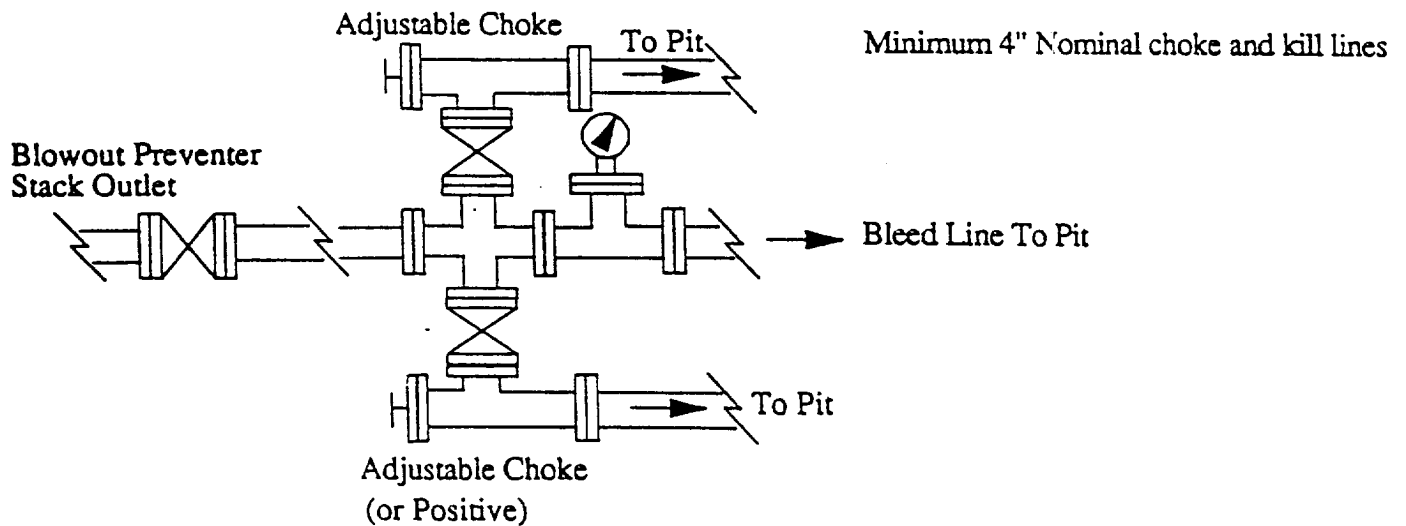 Adjustable Choke
To Pit
Minimum 4" Nominal choke and kill lines
Blowout Preventer
Stack Outlet
Bleed Line To Pit
To Pit
Adjustable Choke
(or Positive)